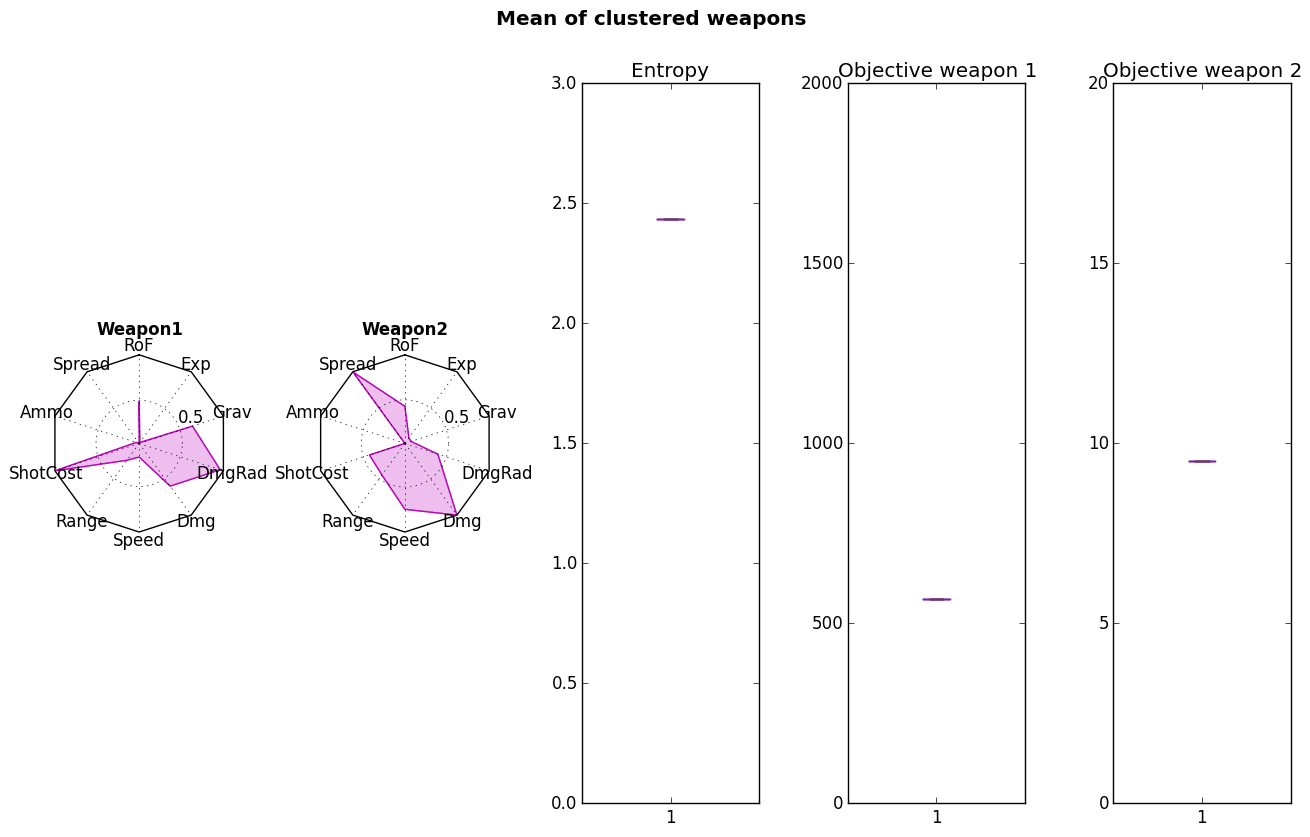 Mean of clustered weapons
Weapon1
RoF
Spread
Exp
Ammo
0.5
Grav
ShotCost
DmgRad
Range
Dmg
Speed
Weapon2
RoF
Spread
Exp
Ammo
0.5
Grav
ShotCost
DmgRad
Range
Dmg
Speed
Entropy
3.0
2.5
2.0
1.5
1.0
0.5
0.0
1
Objective weapon 1
2000
1500
1000
500
0
1
Objective weapon 2
20
15
10
5
0
1